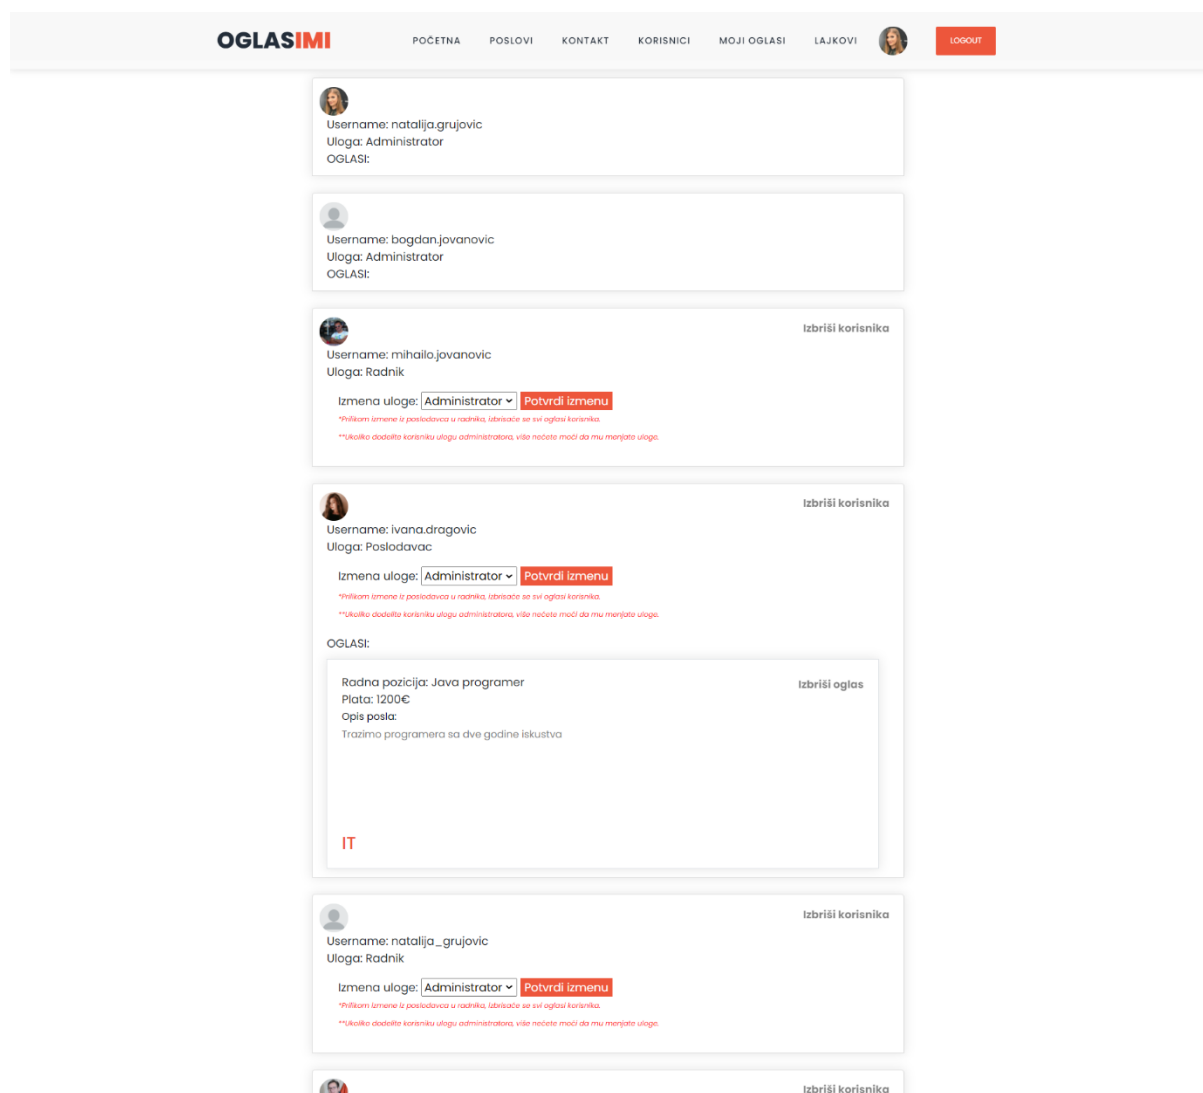 OGLASIMI
POČETNA POSLOVI KONTAKT KORISNICI MOJI OGLASI LAJKOVI LOGOUT
Username: natalija.grujovic
Uloga: Administrator
OGLASI:
Username: bogdan.jovanovic
Uloga: Administrator
OGLASI:
Izbriši korisnika
Username: mihailo.jovanovic
Uloga: Radnik
Izmena uloge: Administrator Potvrdi izmenu
*Prilikom izmene iz poslodavca u radnika, izbrisaće se svi oglasi korisnika.
**Ukoliko dodelite korisniku ulogu administratora, više nećete moći da mu menjate uloge.
Izbriši korisnika
Username: ivana.dragovic
Uloga: Poslodavac
Izmena uloge: Administrator Potvrdi izmenu
*Prilikom izmene iz poslodavca u radnika, izbrisaće se svi oglasi korisnika.
**Ukoliko dodelite korisniku ulogu administratora, više nećete moći da mu menjate uloge.
OGLASI:
Radna pozicija: Java programer
Izbriši oglas
Plata: 1200€
Opis posla:
Trazimo programera sa dve godine iskustva
IT
Izbriši korisnika
Username: natalija_grujovic
Uloga: Radnik
Izmena uloge: Administrator Potvrdi izmenu
*Prilikom izmene iz poslodavca u radnika, izbrisaće se svi oglasi korisnika.
**Ukoliko dodelite korisniku ulogu administratora, više nećete moći da mu menjate uloge.
Izbriši korisnika